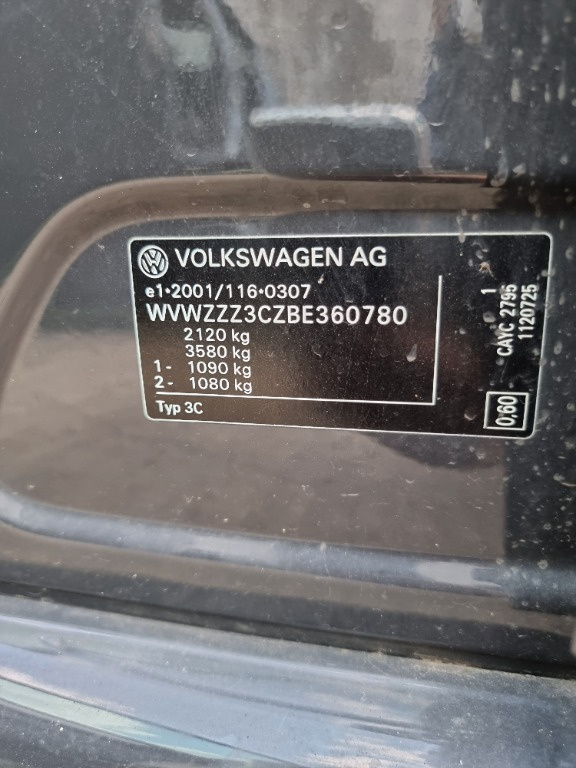 VOLKSWAGEN AG
e1*2001/116*0307
WVWZZZ3CZBE360780
2120 kg
3580 kg
1- 1090 kg
2- 1080 kg
Typ 3C
1
CAYC 2795
1120725
0,60